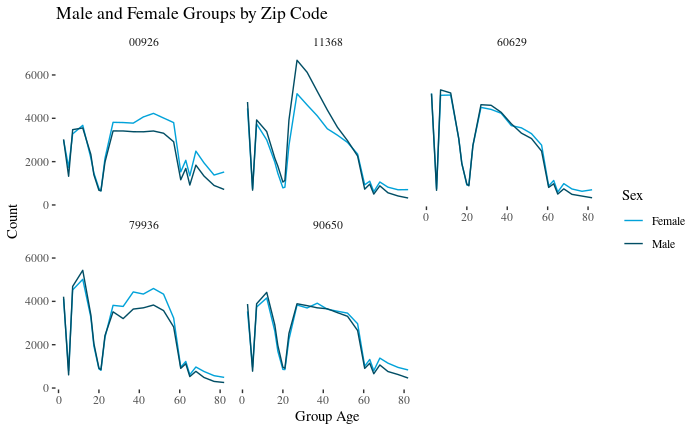 Male and Female Groups by Zip Code
00926
11368
60629
6000
4000
2000
0
0 20 40 60 80
Sex
Female
Male
Count
79936
90650
6000
4000
2000
0
0 20 40 60 80
0 20 40 60 80
Group Age